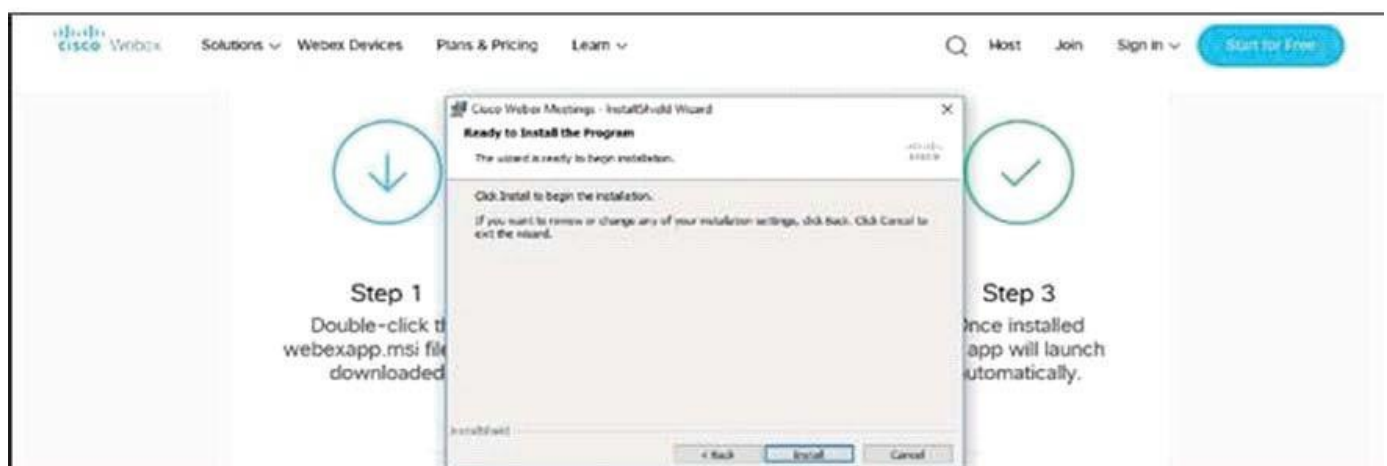 CISCO Webex Solutions Webex Devices Plans & Pricing Learn Host Join Sign in Start for Free
Cisco Webex Meetings - InstallShield Wizard
Ready to Install the Program
The wizard is ready to begin installation.
CISCO
Click Install to begin the installation.
If you want to review or change any of your installation settings, click Back. Click Cancel to
exit the wizard.
Step 1
Double-click th
webexapp.msi file
downloaded
Step 3
Once installed
app will launch
automatically.
InstallShield
< Back Install Cancel